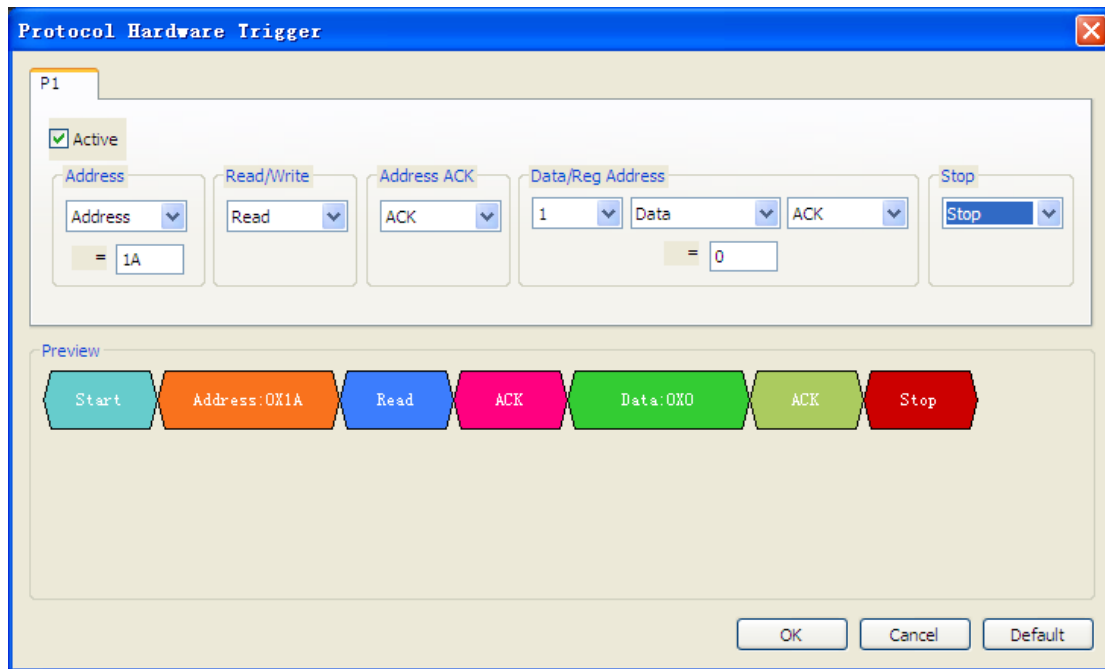 Protocol Hardware Trigger
P1
Active
Address Read/Write Address ACK Data/Reg Address Stop
Address Read ACK 1 Data ACK Stop
= 1A = 0
Preview
Start Address:0X1A Read ACK Data:0X0 ACK Stop
OK Cancel Default